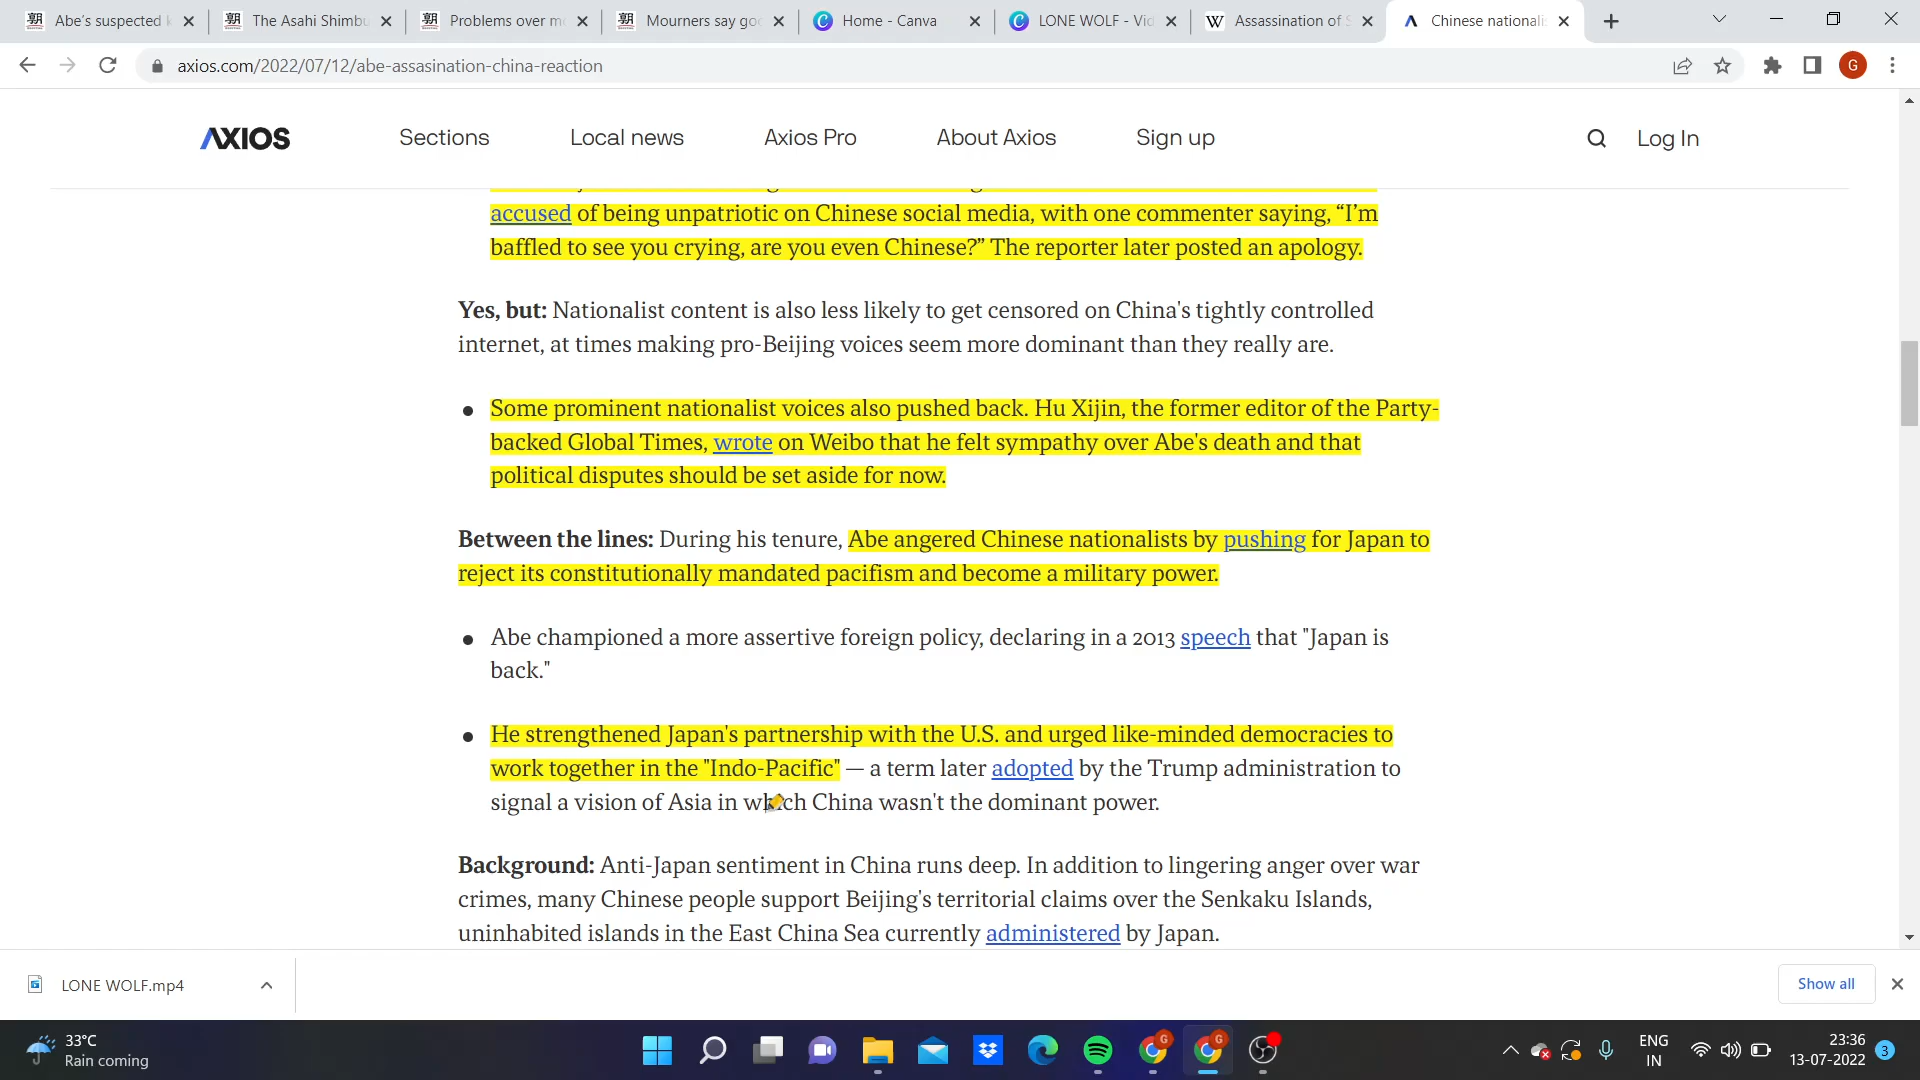 Abe's suspected
The Asahi Shimbu
Problems over m
Mourners say go
Home - Canva
LONE WOLF - Vid
Assassination of S
Chinese nationali
axios.com/2022/07/12/abe-assasination-china-reaction
G
AXIOS
Sections
Local news
Axios Pro
About Axios
Sign up
Log In
accused of being unpatriotic on Chinese social media, with one commenter saying, “I’m
baffled to see you crying, are you even Chinese?” The reporter later posted an apology.
Yes, but: Nationalist content is also less likely to get censored on China's tightly controlled
internet, at times making pro-Beijing voices seem more dominant than they really are.
Some prominent nationalist voices also pushed back. Hu Xijin, the former editor of the Party-
backed Global Times, wrote on Weibo that he felt sympathy over Abe's death and that
political disputes should be set aside for now.
Between the lines: During his tenure, Abe angered Chinese nationalists by pushing for Japan to
reject its constitutionally mandated pacifism and become a military power.
Abe championed a more assertive foreign policy, declaring in a 2013 speech that "Japan is
back."
He strengthened Japan's partnership with the U.S. and urged like-minded democracies to
work together in the "Indo-Pacific" — a term later adopted by the Trump administration to
signal a vision of Asia in which China wasn't the dominant power.
Background: Anti-Japan sentiment in China runs deep. In addition to lingering anger over war
crimes, many Chinese people support Beijing's territorial claims over the Senkaku Islands,
uninhabited islands in the East China Sea currently administered by Japan.
LONE WOLF.mp4
Show all
33°C
Rain coming
ENG
IN
23:36
13-07-2022
3